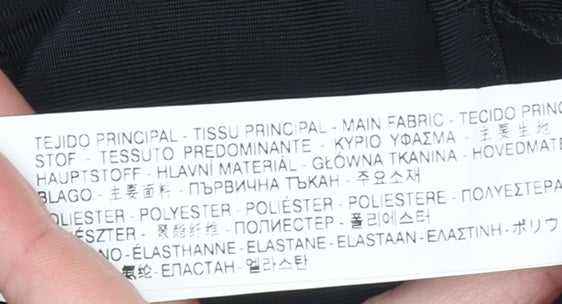 TEJIDO PRINCIPAL - TISSU PRINCIPAL - MAIN FABRIC - TECIDO PRINC
STOF - TESSUTO PREDOMINANTE - ΚΥΡΙΟ ΥΦΑΣΜΑ - 主要生地
HAUPTSTOFF - HLAVNÍ MATERIÁL - GŁÓWNA TKANINA - HOVEDMATE
BLAGO - 主要面料 - ПЪРВИЧНА ТЪКАН - 주요소재
POLIESTER - POLYESTER - POLIÉSTER - POLIESTERE - ΠΟΛΥΕΣΤΕΡΑ
ÉSZTER - 聚酯纤维 - ПОЛИЕСТЕР - 폴리에스터
NO - ÉLASTHANNE - ELASTANE - ELASTAAN - ΕΛΑΣΤΙΝΗ - ポリウ
氨纶 - ЕЛАСТАН - 엘라스탄